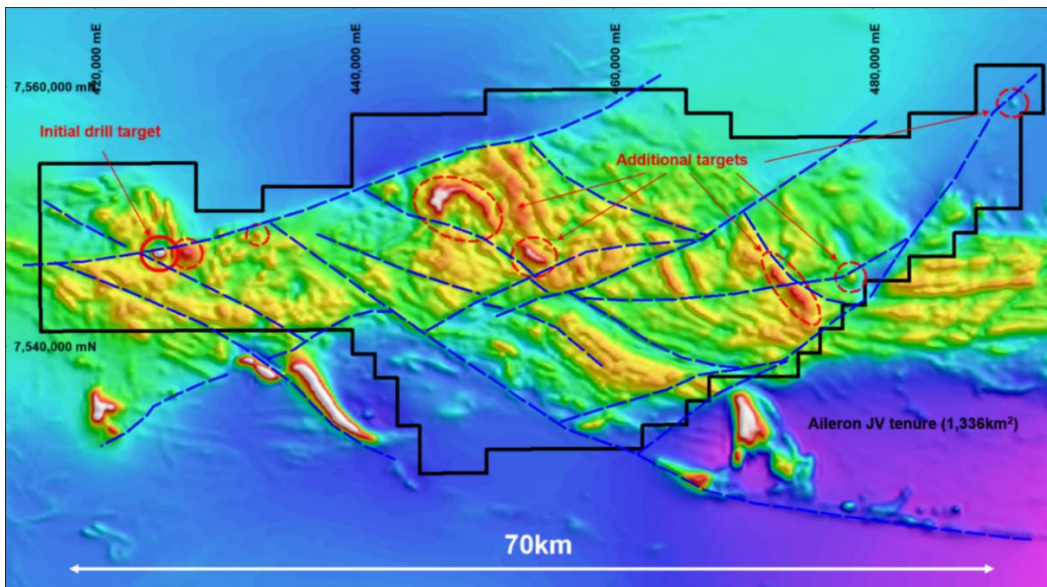 420,000 mE
440,000 mE
460,000 mE
480,000 mE
7,560,000 mN
Initial drill target
Additional targets
7,540,000 mN
Aileron JV tenure (1,336km²)
70km